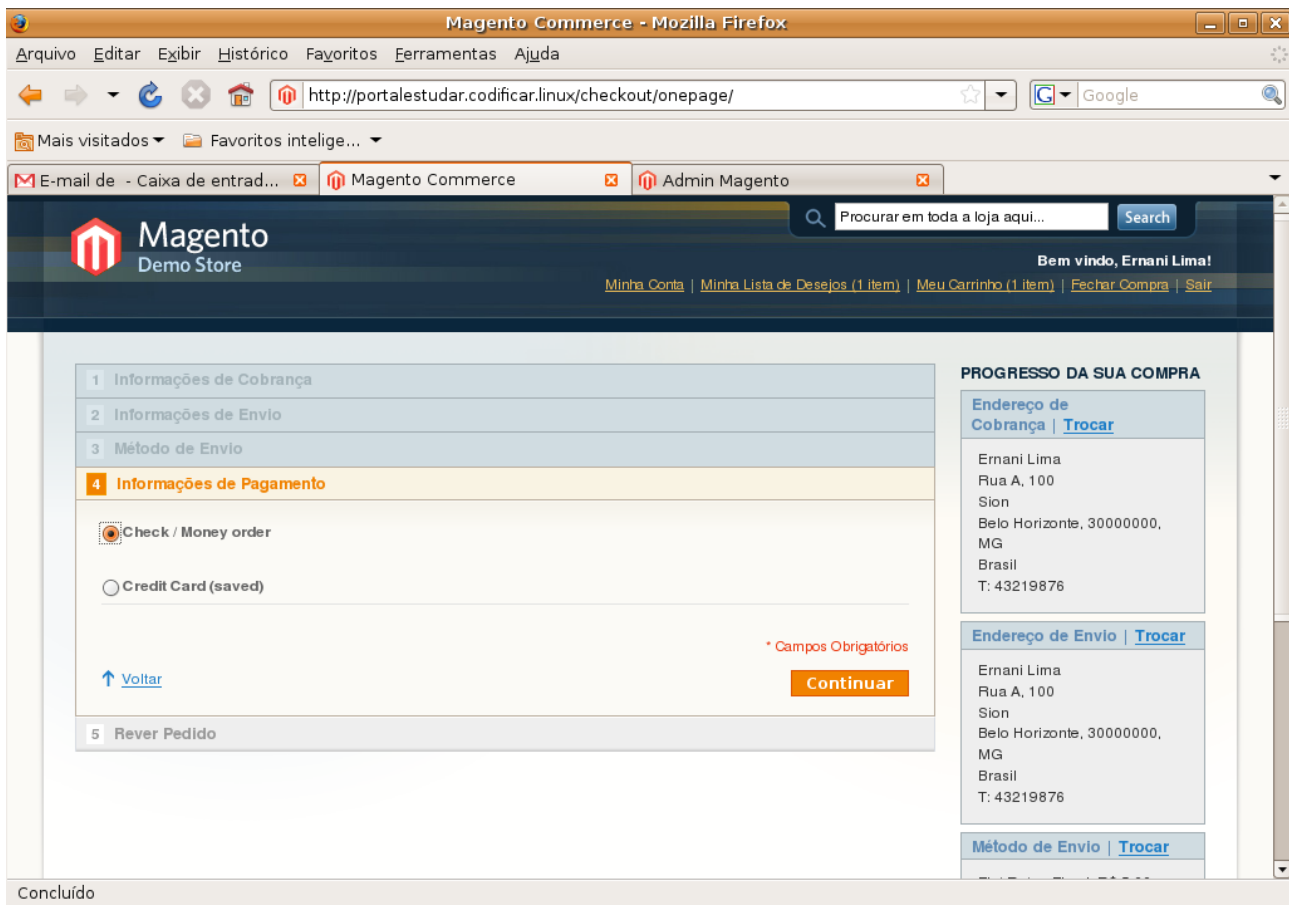 Magento Commerce - Mozilla Firefox
Arquivo Editar Exibir Histórico Favoritos Ferramentas Ajuda
http://portalestudar.codificar.linux/checkout/onepage/
G Google
Mais visitados Favoritos intelige...
E-mail de - Caixa de entrad... Magento Commerce Admin Magento
Procurar em toda a loja aqui... Search
Magento
Demo Store
Bem vindo, Ernani Lima!
Minha Conta | Minha Lista de Desejos (1 item) | Meu Carrinho (1 item) | Fechar Compra | Sair
1 Informações de Cobrança
2 Informações de Envio
3 Método de Envio
4 Informações de Pagamento
Check / Money order
Credit Card (saved)
* Campos Obrigatórios
Voltar
Continuar
5 Rever Pedido
PROGRESSO DA SUA COMPRA
Endereço de
Cobrança | Trocar
Ernani Lima
Rua A, 100
Sion
Belo Horizonte, 30000000,
MG
Brasil
T: 43219876
Endereço de Envio | Trocar
Ernani Lima
Rua A, 100
Sion
Belo Horizonte, 30000000,
MG
Brasil
T: 43219876
Método de Envio | Trocar
Concluído